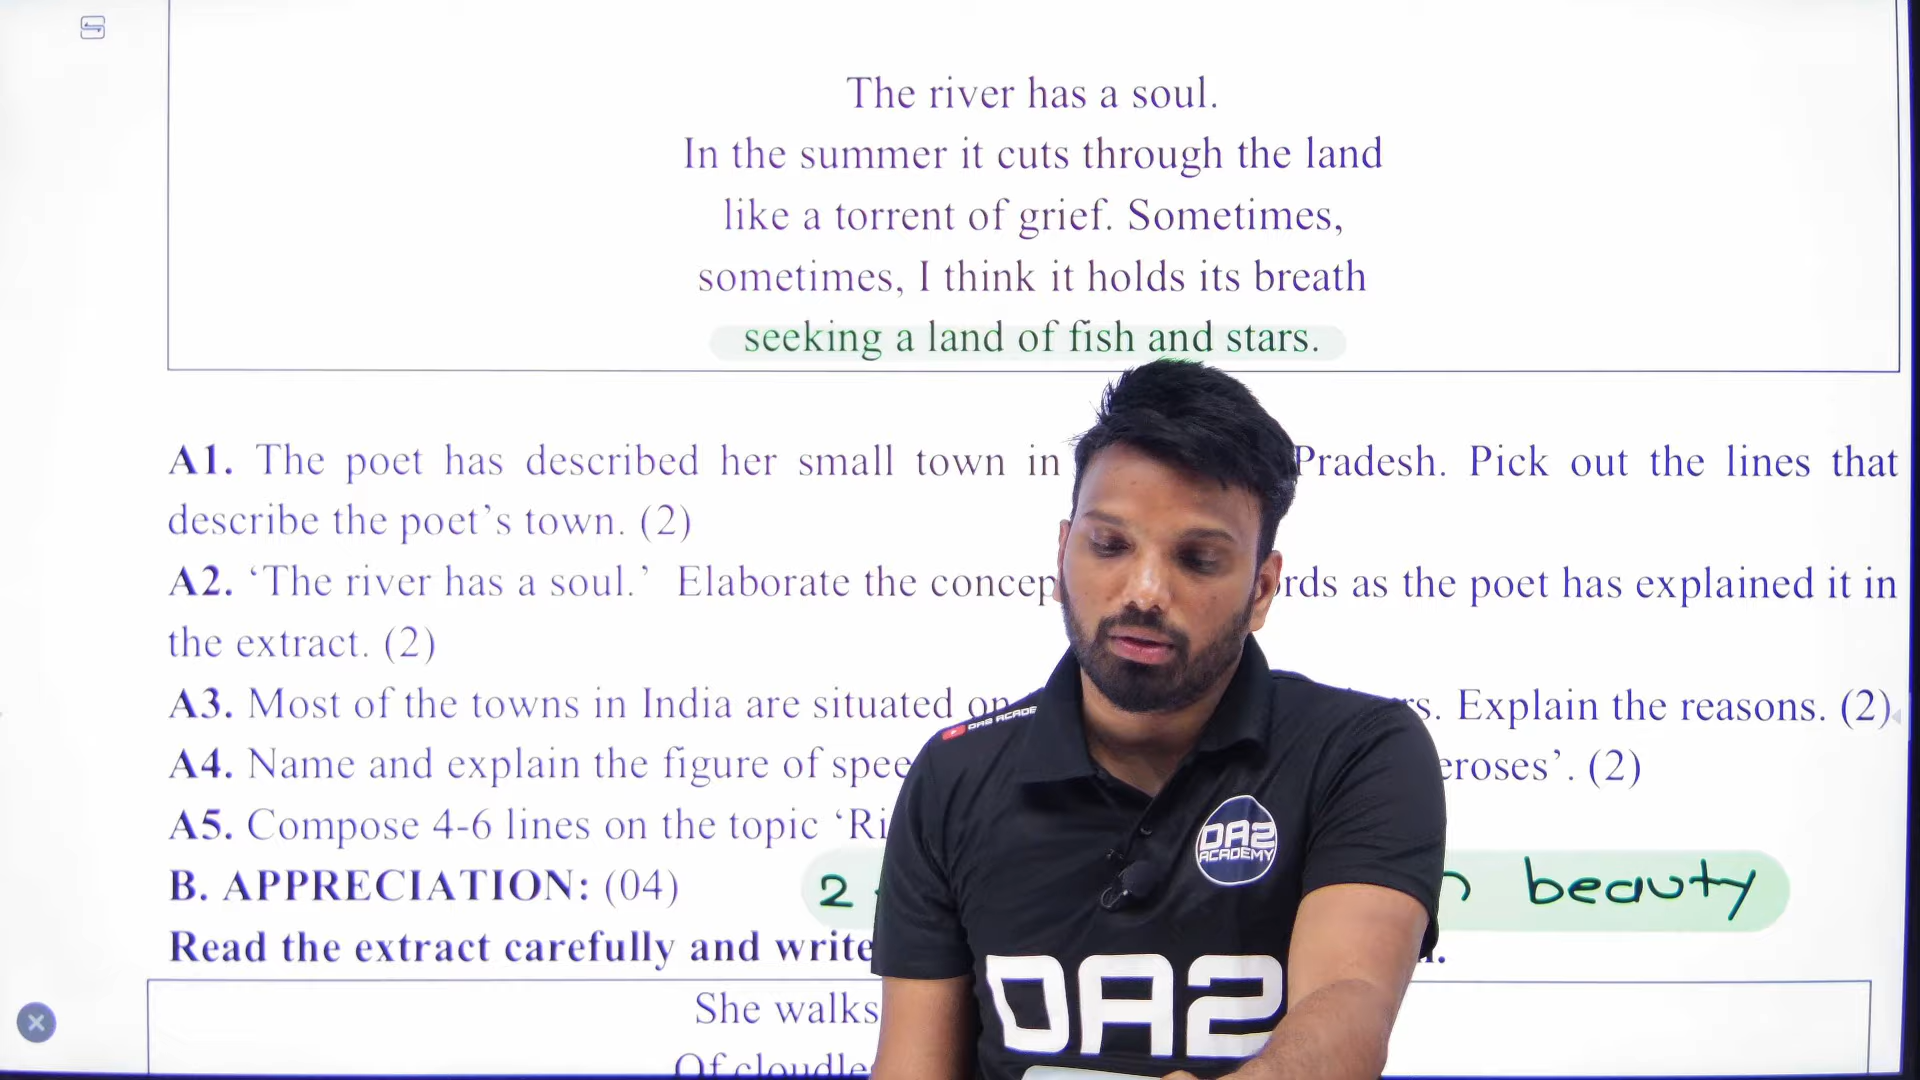 The river has a soul.
In the summer it cuts through the land
like a torrent of grief. Sometimes,
sometimes, I think it holds its breath
seeking a land of fish and stars.
A1. The poet has described her small town in Pradesh. Pick out the lines that
describe the poet's town. (2)
A2. 'The river has a soul.' Elaborate the as the poet has explained it in
the extract. (2)
A3. Most of the towns in India are situated Explain the reasons. (2)
A4. Name and explain the figure of (2)
A5. Compose 4-6 lines on the topic
B. APPRECIATION: (04)
2 beauty
Read the extract carefully and write
She walks
DA2 ACADEMY
DA2